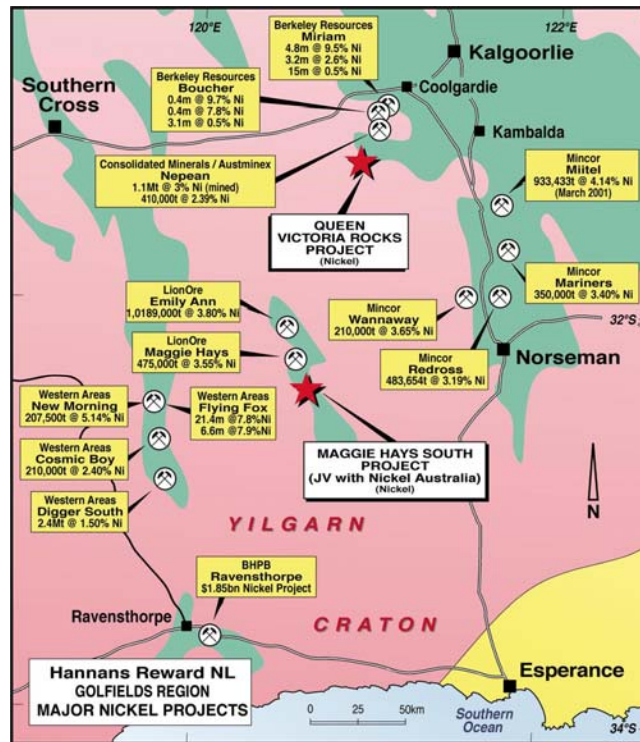 120°E
122°E
Berkeley Resources
Miriam
4.8m @ 9.5% Ni
3.2m @ 2.6% Ni
15m @ 0.5% Ni
Kalgoorlie
Southern
Cross
Berkeley Resources
Boucher
0.4m @ 9.7% Ni
0.4m @ 7.8% Ni
3.1m @ 0.5% Ni
Coolgardie
Kambalda
Consolidated Minerals / Austminex
Nepean
1.1Mt @ 3% Ni (mined)
410,000t @ 2.39% Ni
Mincor
Miitel
933,433t @ 4.14% Ni
(March 2001)
QUEEN
VICTORIA ROCKS
PROJECT
(Nickel)
Mincor
Mariners
350,000t @ 3.40% Ni
LionOre
Emily Ann
1,0189,000t @ 3.80% Ni
Mincor
Wannaway
210,000t @ 3.65% Ni
32°S
LionOre
Maggie Hays
475,000t @ 3.55% Ni
Mincor
Redross
483,654t @ 3.19% Ni
Norseman
Western Areas
New Morning
207,500t @ 5.14% Ni
Western Areas
Flying Fox
21.4m @7.8%Ni
6.6m @7.9%Ni
Western Areas
Cosmic Boy
210,000t @ 2.40% Ni
MAGGIE HAYS SOUTH
PROJECT
(JV with Nickel Australia)
(Nickel)
Western Areas
Digger South
2.4Mt @ 1.50% Ni
N
YILGARN
BHPB
Ravensthorpe
$1.85bn Nickel Project
Ravensthorpe
CRATON
Hannans Reward NL
GOLFIELDS REGION
MAJOR NICKEL PROJECTS
Esperance
0 25 50km
Southern
Ocean
34°S